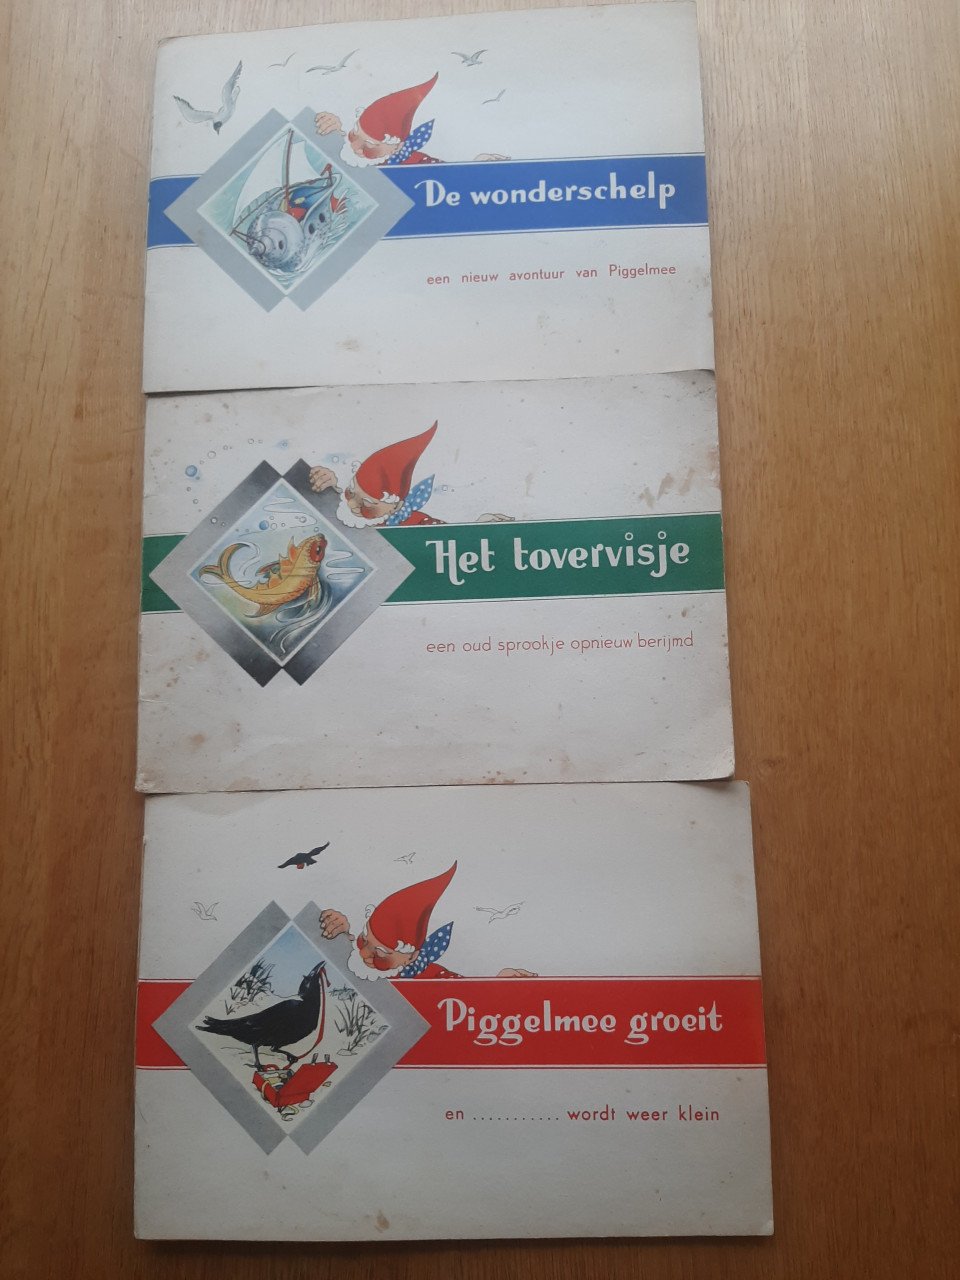 De wonderschelp
een nieuw avontuur van Piggelmee
Het tovervisje
een oud sprookje opnieuw berijmd
Piggelmee groeit
en ........... wordt weer klein